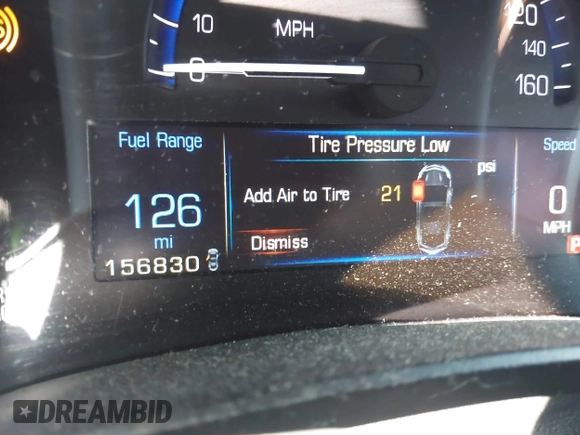 10 MPH 120
0 140
160
Fuel Range Tire Pressure Low Speed
psi
126 Add Air to Tire 21 0
mi Dismiss MPH
156830 P
DREAMBID